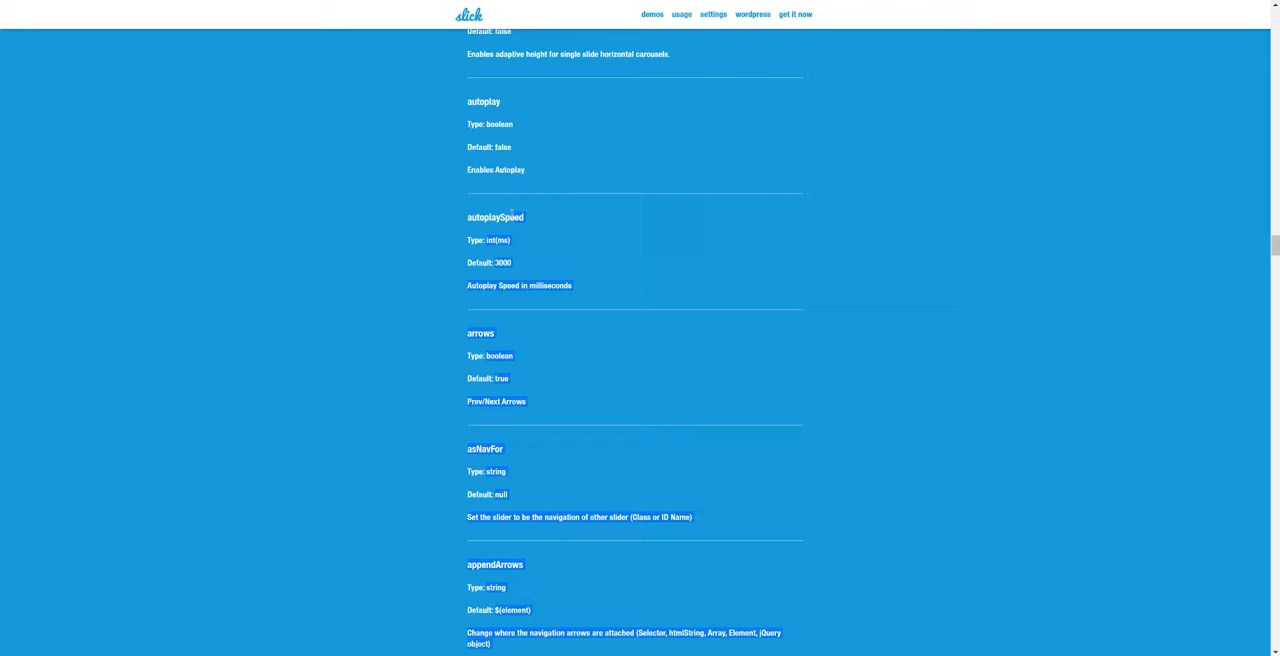 slick
demos usage settings wordpress get it now
Default: false
Enables adaptive height for single slide horizontal carousels.
autoplay
Type: boolean
Default: false
Enables Autoplay
autoplaySpeed
Type: int(ms)
Default: 3000
Autoplay Speed in milliseconds
arrows
Type: boolean
Default: true
Prev/Next Arrows
asNavFor
Type: string
Default: null
Set the slider to be the navigation of other slider (Class or ID Name)
appendArrows
Type: string
Default: $(element)
Change where the navigation arrows are attached (Selector, htmlString, Array, Element, jQuery
object)